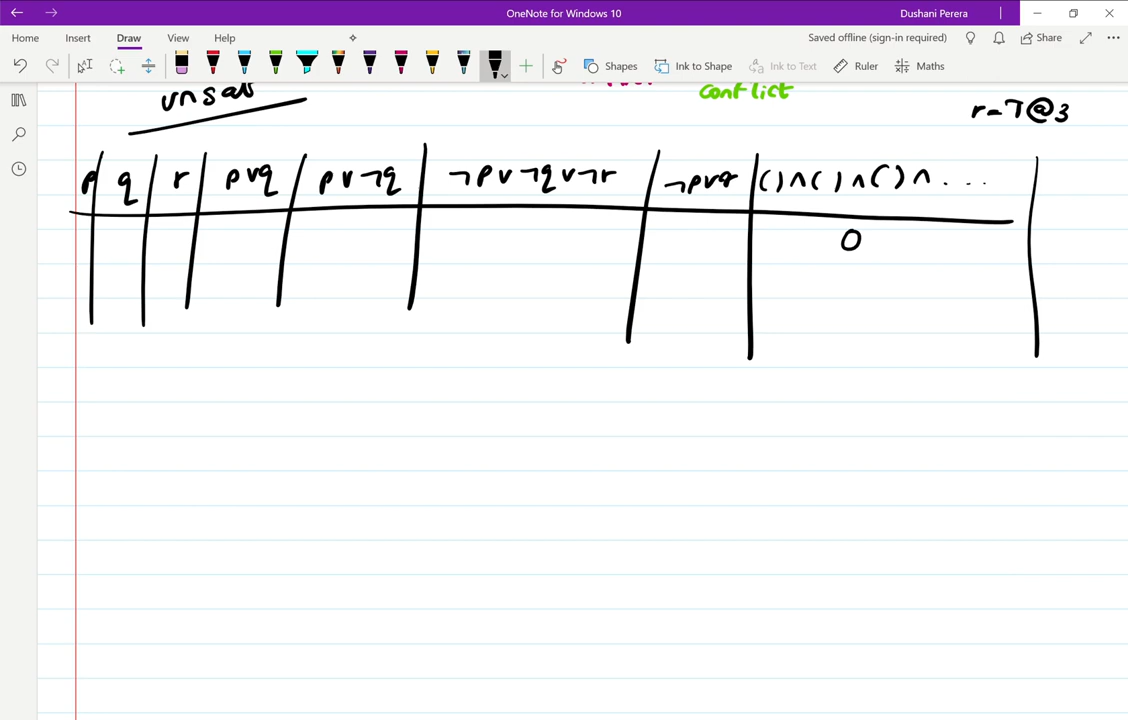 OneNote for Windows 10
Dushani Perera
Home Insert Draw View Help
Saved offline (sign-in required)
Share
Shapes Ink to Shape Ink to Text Ruler Maths
unsat
conflict
r=T@3
p q r p∨q p∨¬q ¬p∨¬q∨¬r ¬p∨r ()∧()∧()∧...
0